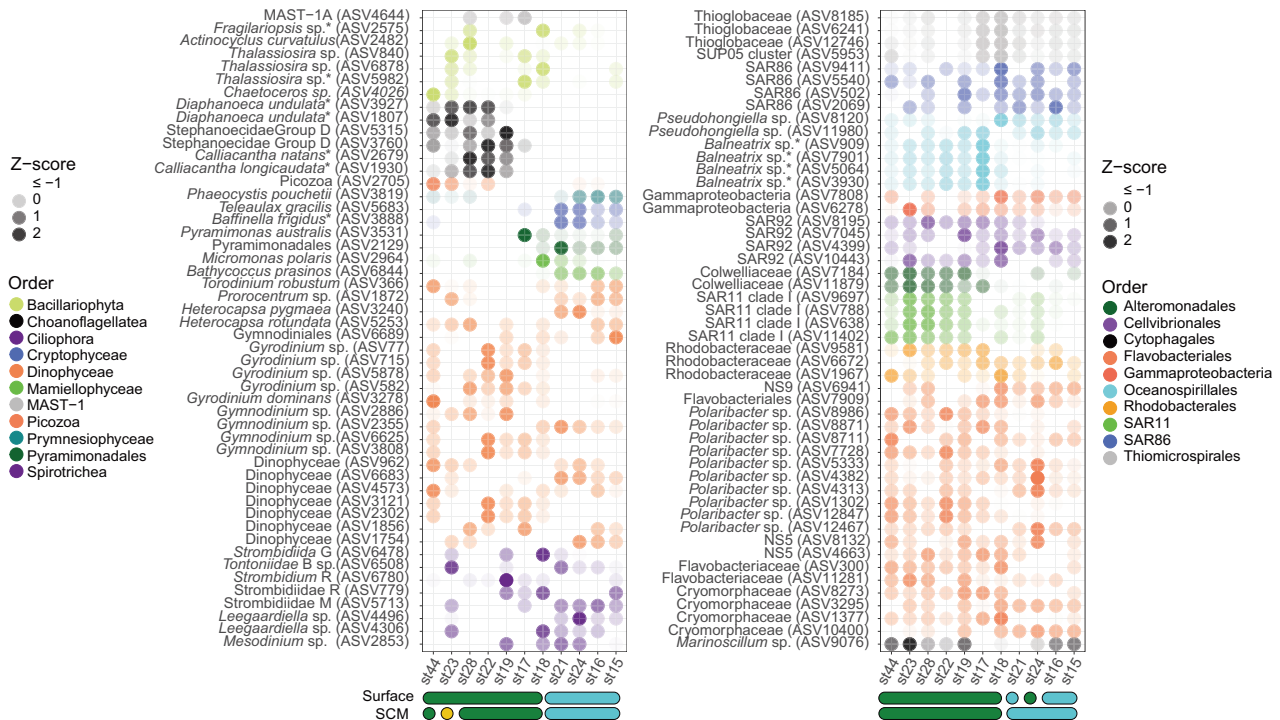 MAST-1A (ASV4644)
Fragilariopsis sp.* (ASV2575)
Actinocyclus curvatulus(ASV2482)
Thalassiosira sp. (ASV840)
Thalassiosira sp. (ASV6878)
Thalassiosira sp.* (ASV5982)
Chaetoceros sp. (ASV4026)
Diaphanoeca undulata* (ASV3927)
Diaphanoeca undulata* (ASV1807)
StephanoecidaeGroup D (ASV5315)
Stephanoecidae Group D (ASV3760)
Calliacantha natans* (ASV2679)
Calliacantha longicaudata* (ASV1930)
Picozoa (ASV2705)
Phaeocystis pouchetii (ASV3819)
Teleaulax gracilis (ASV5683)
Baffinella frigidus* (ASV3888)
Pyramimonas australis (ASV3531)
Pyramimonadales (ASV2129)
Micromonas polaris (ASV2964)
Bathycoccus prasinos (ASV6844)
Torodinium robustum (ASV366)
Prorocentrum sp. (ASV1872)
Heterocapsa pygmaea (ASV3240)
Heterocapsa rotundata (ASV5253)
Gymnodiniales (ASV6689)
Gyrodinium sp. (ASV77)
Gyrodinium sp. (ASV715)
Gyrodinium sp. (ASV5878)
Gyrodinium sp. (ASV582)
Gyrodinium dominans (ASV3278)
Gymnodinium sp. (ASV2886)
Gymnodinium sp. (ASV2355)
Gymnodinium sp. (ASV6625)
Gymnodinium sp. (ASV3808)
Dinophyceae (ASV962)
Dinophyceae (ASV6683)
Dinophyceae (ASV4573)
Dinophyceae (ASV3121)
Dinophyceae (ASV2302)
Dinophyceae (ASV1856)
Dinophyceae (ASV1754)
Strombidiida G (ASV6478)
Tontoniidae B sp.(ASV6508)
Strombidium R (ASV6780)
Strombidiidae R (ASV779)
Strombidiidae M (ASV5713)
Leegaardiella sp. (ASV4496)
Leegaardiella sp. (ASV4306)
Mesodinium sp. (ASV2853)
st44 st23 st28 st22 st19 st17 st18 st21 st24 st16 st15
Surface
SCM
Z-score
≤ -1
0
1
2
Order
Bacillariophyta
Choanoflagellatea
Ciliophora
Cryptophyceae
Dinophyceae
Mamiellophyceae
MAST-1
Picozoa
Prymnesiophyceae
Pyramimonadales
Spirotrichea
Thioglobaceae (ASV8185)
Thioglobaceae (ASV6241)
Thioglobaceae (ASV12746)
SUP05 cluster (ASV5953)
SAR86 (ASV9411)
SAR86 (ASV5540)
SAR86 (ASV502)
SAR86 (ASV2069)
Pseudohongiella sp. (ASV8120)
Pseudohongiella sp. (ASV11980)
Balneatrix sp.* (ASV909)
Balneatrix sp.* (ASV7901)
Balneatrix sp.* (ASV5064)
Balneatrix sp.* (ASV3930)
Gammaproteobacteria (ASV7808)
Gammaproteobacteria (ASV6278)
SAR92 (ASV8195)
SAR92 (ASV7045)
SAR92 (ASV4399)
SAR92 (ASV10443)
Colwelliaceae (ASV7184)
Colwelliaceae (ASV11879)
SAR11 clade I (ASV9697)
SAR11 clade I (ASV788)
SAR11 clade I (ASV638)
SAR11 clade I (ASV11402)
Rhodobacteraceae (ASV9581)
Rhodobacteraceae (ASV6672)
Rhodobacteraceae (ASV1967)
NS9 (ASV6941)
Flavobacteriales (ASV7909)
Polaribacter sp. (ASV8986)
Polaribacter sp. (ASV8871)
Polaribacter sp. (ASV8711)
Polaribacter sp. (ASV7728)
Polaribacter sp. (ASV5333)
Polaribacter sp. (ASV4382)
Polaribacter sp. (ASV4313)
Polaribacter sp. (ASV1302)
Polaribacter sp. (ASV12847)
Polaribacter sp. (ASV12467)
NS5 (ASV8132)
NS5 (ASV4663)
Flavobacteriaceae (ASV300)
Flavobacteriaceae (ASV11281)
Cryomorphaceae (ASV8273)
Cryomorphaceae (ASV3295)
Cryomorphaceae (ASV1377)
Cryomorphaceae (ASV10400)
Marinoscillum sp. (ASV9076)
st44 st23 st28 st22 st19 st17 st18 st21 st24 st16 st15
Z-score
≤ -1
0
1
2
Order
Alteromonadales
Cellvibrionales
Cytophagales
Flavobacteriales
Gammaproteobacteria
Oceanospirillales
Rhodobacterales
SAR11
SAR86
Thiomicrospirales